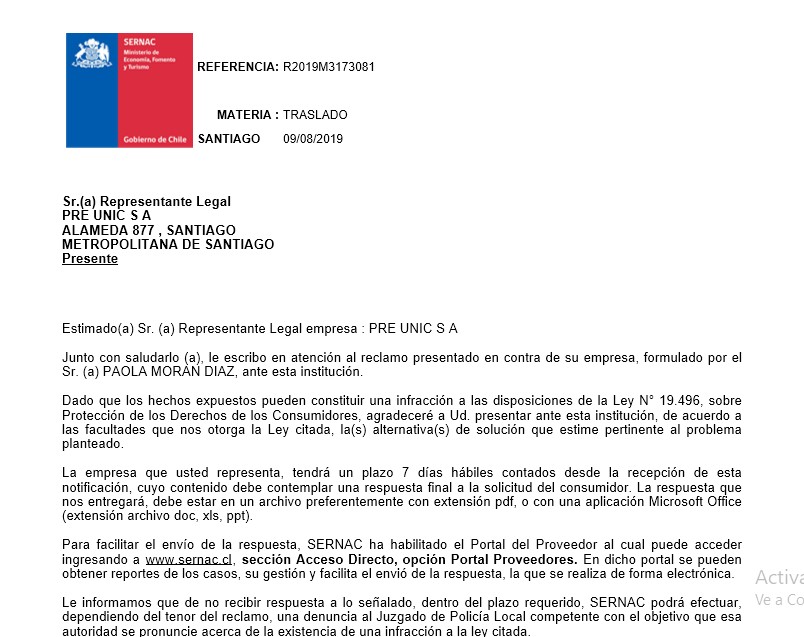 SERNAC
Ministerio de
Economía, Fomento
y Turismo
Gobierno de Chile
REFERENCIA: R2019M3173081
MATERIA : TRASLADO
SANTIAGO 09/08/2019
Sr.(a) Representante Legal
PRE UNIC S A
ALAMEDA 877 , SANTIAGO
METROPOLITANA DE SANTIAGO
Presente
Estimado(a) Sr. (a) Representante Legal empresa : PRE UNIC S A
Junto con saludarlo (a), le escribo en atención al reclamo presentado en contra de su empresa, formulado por el
Sr. (a) PAOLA MORAN DIAZ, ante esta institución.
Dado que los hechos expuestos pueden constituir una infracción a las disposiciones de la Ley N° 19.496, sobre
Protección de los Derechos de los Consumidores, agradeceré a Ud. presentar ante esta institución, de acuerdo a
las facultades que nos otorga la Ley citada, la(s) alternativa(s) de solución que estime pertinente al problema
planteado.
La empresa que usted representa, tendrá un plazo 7 días hábiles contados desde la recepción de esta
notificación, cuyo contenido debe contemplar una respuesta final a la solicitud del consumidor. La respuesta que
nos entregará, debe estar en un archivo preferentemente con extensión pdf, o con una aplicación Microsoft Office
(extensión archivo doc, xls, ppt).
Para facilitar el envío de la respuesta, SERNAC ha habilitado el Portal del Proveedor al cual puede acceder
ingresando a www.sernac.cl, sección Acceso Directo, opción Portal Proveedores. En dicho portal se pueden
obtener reportes de los casos, su gestión y facilita el envió de la respuesta, la que se realiza de forma electrónica.
Le informamos que de no recibir respuesta a lo señalado, dentro del plazo requerido, SERNAC podrá efectuar,
dependiendo del tenor del reclamo, una denuncia al Juzgado de Policía Local competente con el objetivo que esa
autoridad se pronuncie acerca de la existencia de una infracción a la ley citada.
Activa
Ve a Co